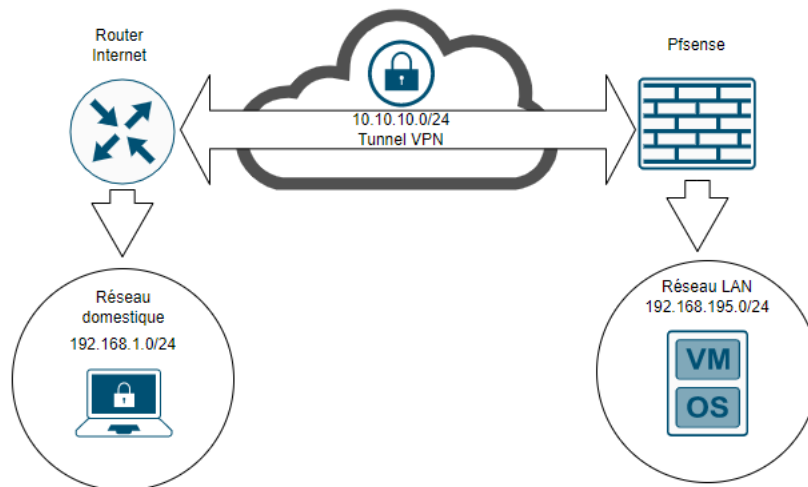 Router
Internet
Pfsense
10.10.10.0/24
Tunnel VPN
Réseau
domestique
192.168.1.0/24
Réseau LAN
192.168.195.0/24
VM
OS